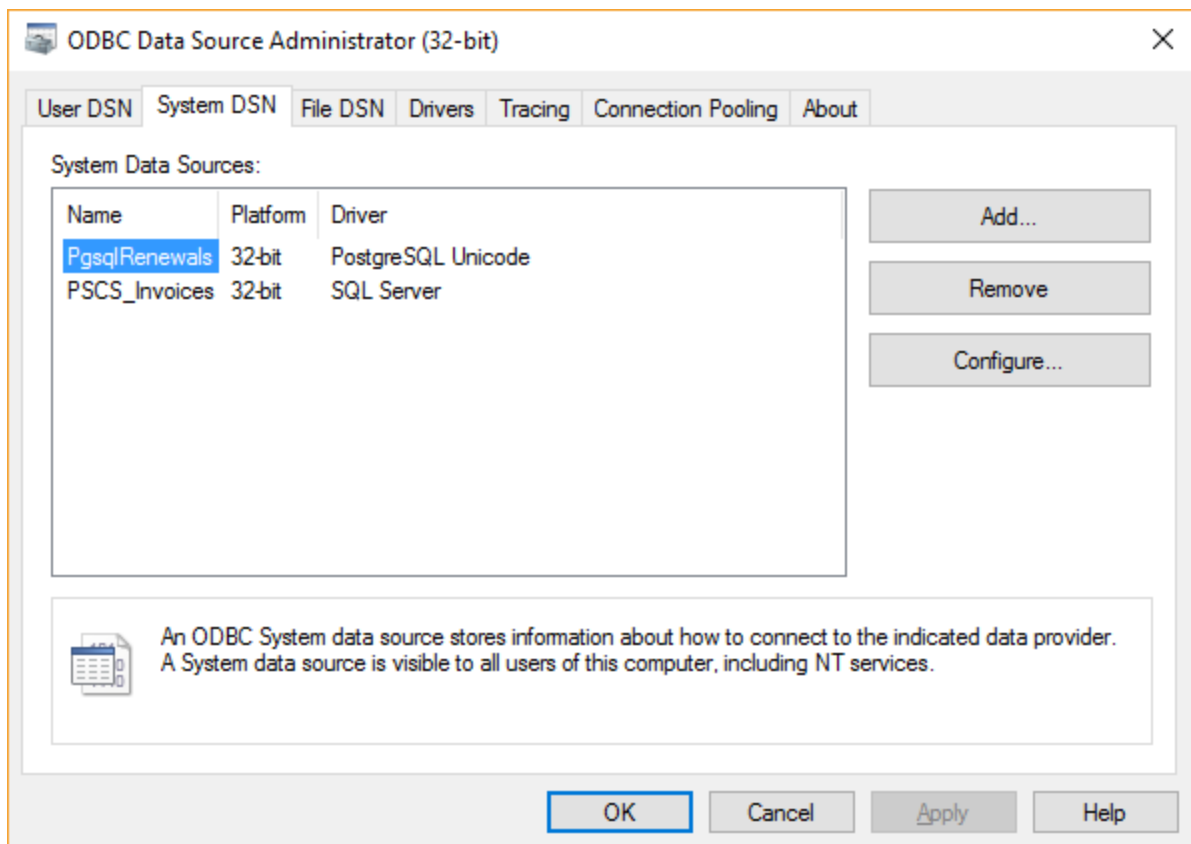 ODBC Data Source Administrator (32-bit)
User DSN System DSN File DSN Drivers Tracing Connection Pooling About
System Data Sources:
Name Platform Driver
PgsqlRenewals 32-bit PostgreSQL Unicode
PSCS_Invoices 32-bit SQL Server
Add...
Remove
Configure...
An ODBC System data source stores information about how to connect to the indicated data provider.
A System data source is visible to all users of this computer, including NT services.
OK Cancel Apply Help